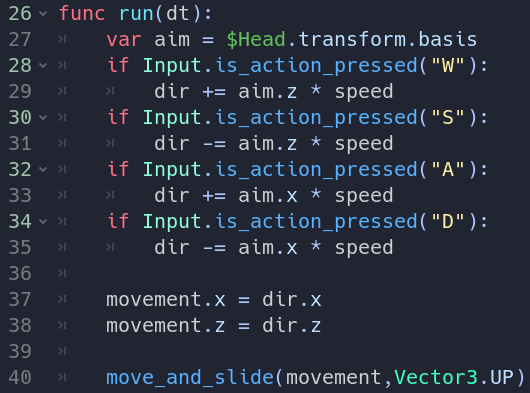 26 func run(dt):
27 var aim = $Head.transform.basis
28 if Input.is_action_pressed("W"):
29 dir += aim.z * speed
30 if Input.is_action_pressed("S"):
31 dir -= aim.z * speed
32 if Input.is_action_pressed("A"):
33 dir += aim.x * speed
34 if Input.is_action_pressed("D"):
35 dir -= aim.x * speed
36
37 movement.x = dir.x
38 movement.z = dir.z
39
40 move_and_slide(movement,Vector3.UP)